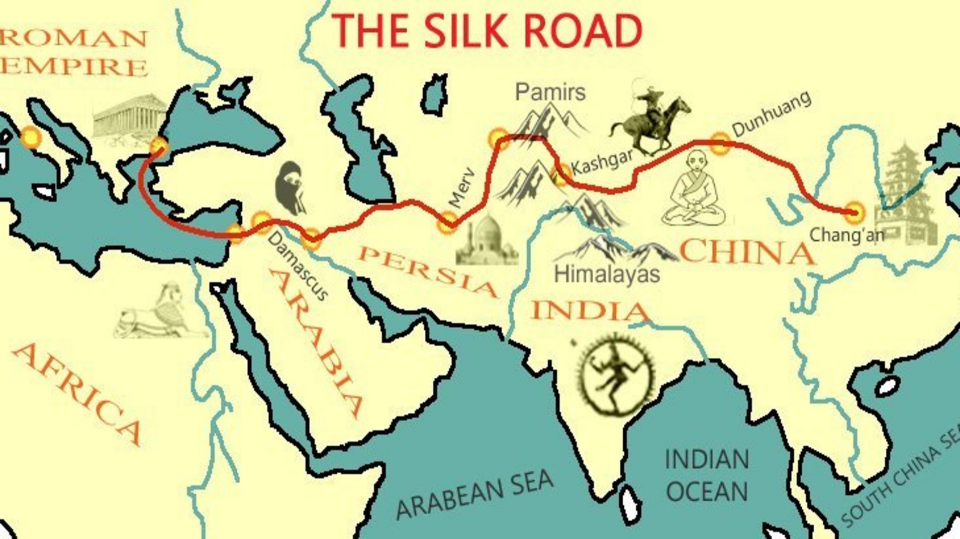 THE SILK ROAD
ROMAN
EMPIRE
Pamirs
Dunhuang
Kashgar
Merv
Chang'an
Damascus
CHINA
PERSIA
Himalayas
ARABIA
INDIA
AFRICA
ARABEAN SEA
INDIAN
OCEAN
SOUTH CHINA SEA